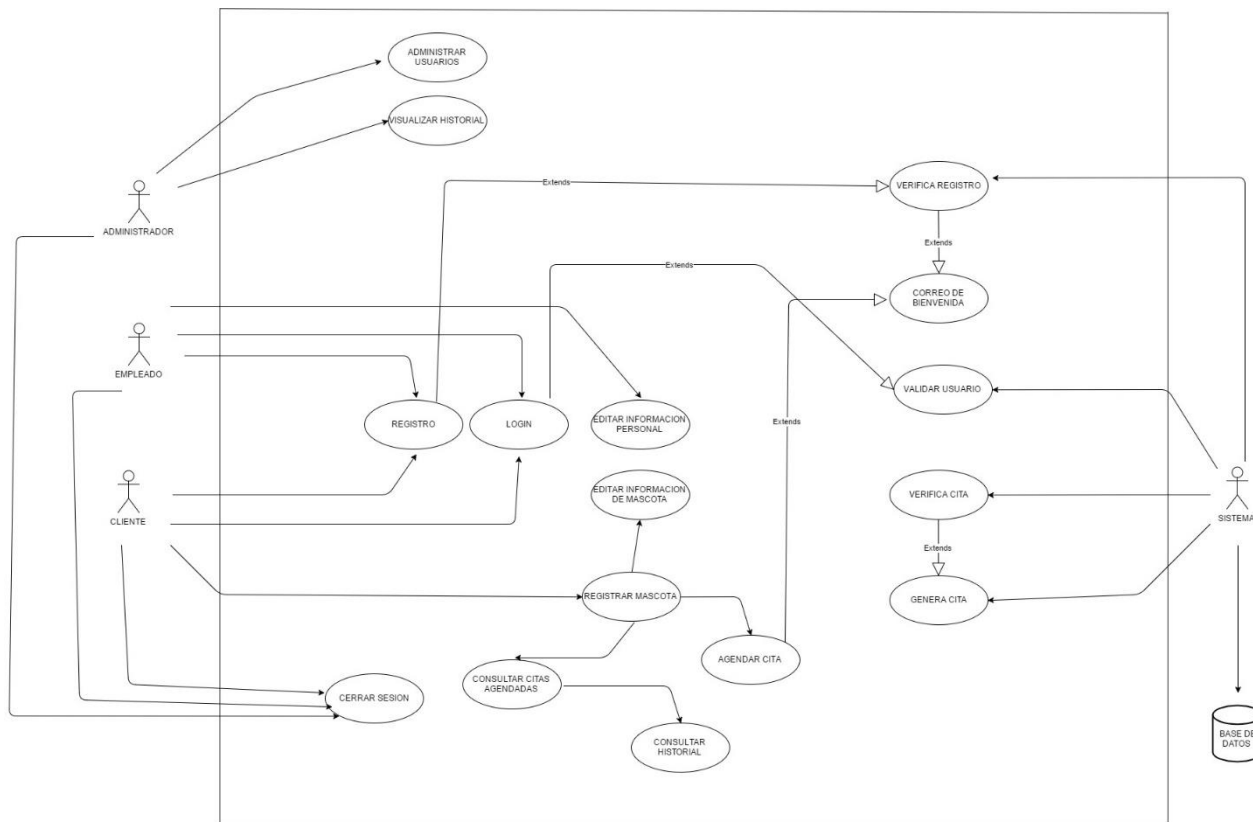 ADMINISTRAR
USUARIOS
VISUALIZAR HISTORIAL
ADMINISTRADOR
Extends
VERIFICA REGISTRO
Extends
Extends
CORREO DE
BIENVENIDA
EMPLEADO
VALIDAR USUARIO
REGISTRO
LOGIN
EDITAR INFORMACION
PERSONAL
Extends
CLIENTE
EDITAR INFORMACION
DE MASCOTA
VERIFICA CITA
SISTEMA
Extends
REGISTRAR MASCOTA
GENERA CITA
AGENDAR CITA
CONSULTAR CITAS
AGENDADAS
CERRAR SESION
CONSULTAR
HISTORIAL
BASE DE
DATOS